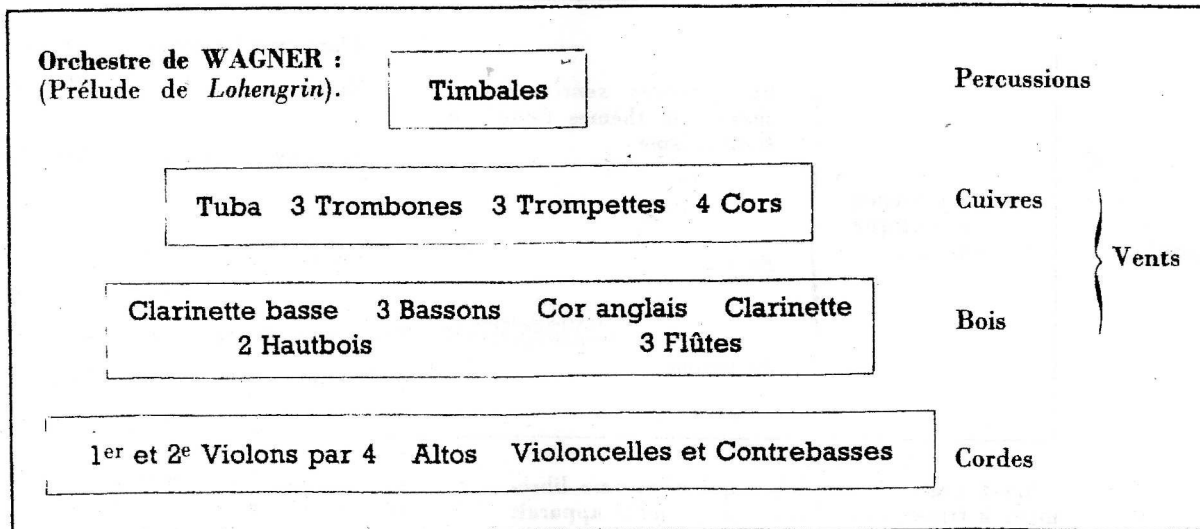 Orchestre de WAGNER :
(Prélude de Lohengrin).
Timbales
Percussions
Tuba 3 Trombones 3 Trompettes 4 Cors
Cuivres
Vents
Clarinette basse 3 Bassons Cor anglais Clarinette
2 Hautbois 3 Flûtes
Bois
1er et 2e Violons par 4 Altos Violoncelles et Contrebasses
Cordes